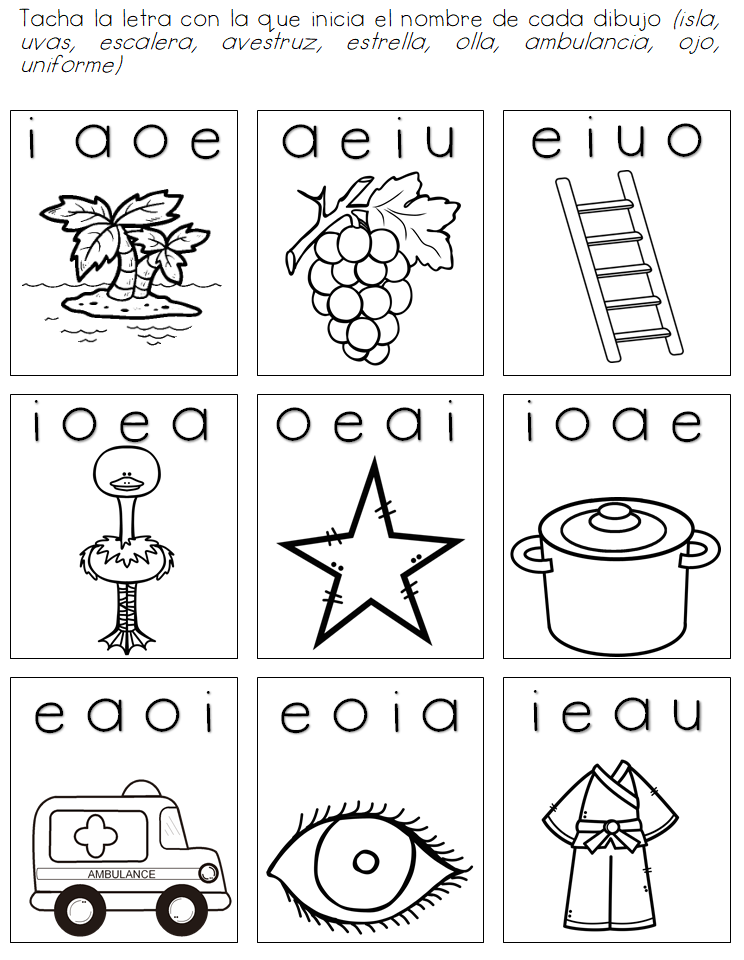 Tacha la letra con la que inicia el nombre de cada dibujo (isla,
uvas, escalera, avestruz, estrella, olla, ambulancia, ojo,
uniforme)
i a o e
a e i u
e i u o
i o e a
o e a i
i o a e
e a o i
AMBULANCE
e o i a
i e a u